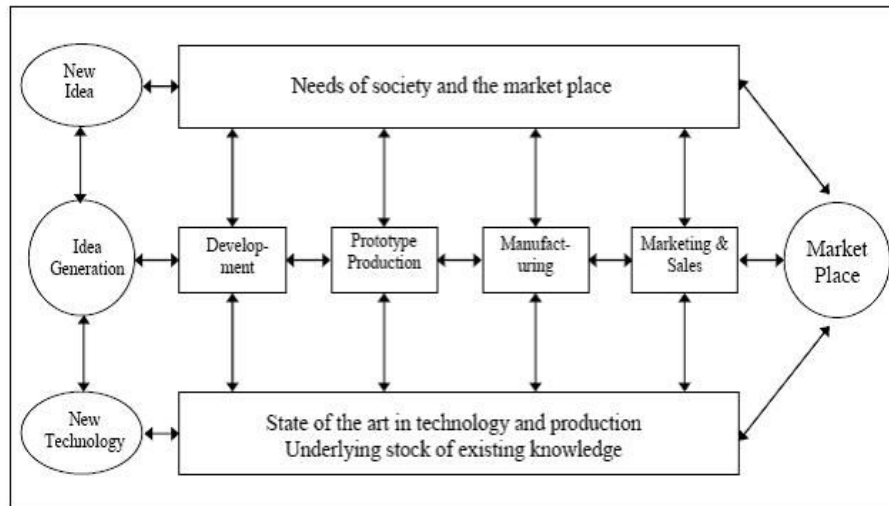 New
Idea
Needs of society and the market place
Idea
Generation
Develop-
ment
Prototype
Production
Manufact-
uring
Marketing &
Sales
Market
Place
New
Technology
State of the art in technology and production
Underlying stock of existing knowledge